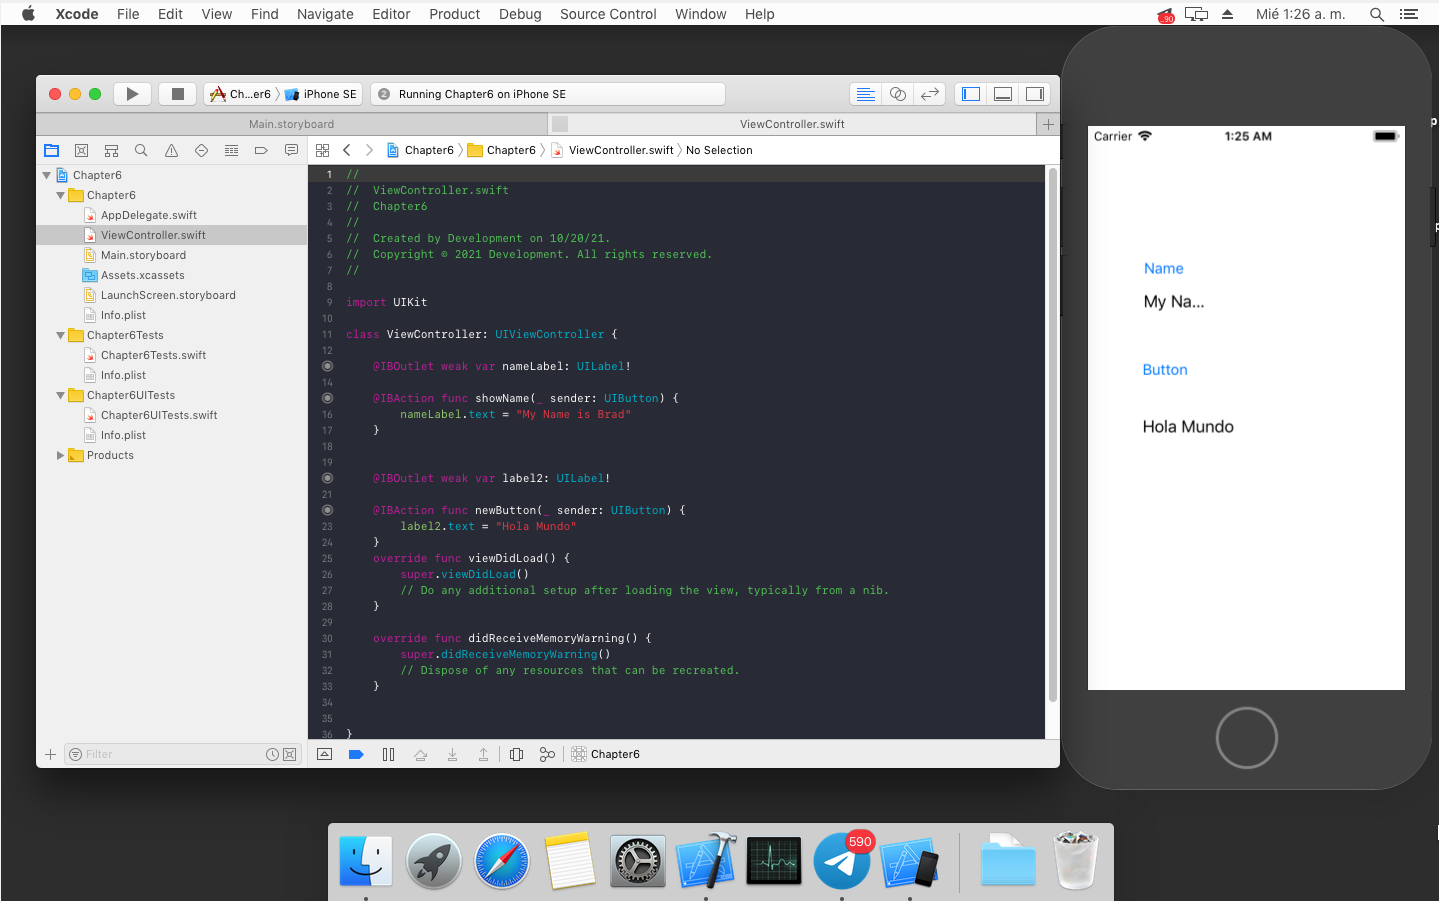 Xcode File Edit View Find Navigate Editor Product Debug Source Control Window Help
..90
Mié 1:26 a. m.
Ch...er6 iPhone SE
2 Running Chapter6 on iPhone SE
Main.storyboard
ViewController.swift
Chapter6 Chapter6 ViewController.swift No Selection
Chapter6
Chapter6
AppDelegate.swift
ViewController.swift
Main.storyboard
Assets.xcassets
LaunchScreen.storyboard
Info.plist
Chapter6Tests
Chapter6Tests.swift
Info.plist
Chapter6UITests
Chapter6UITests.swift
Info.plist
Products
Filter
1 //
2 //  ViewController.swift
3 //  Chapter6
4 //
5 //  Created by Development on 10/20/21.
6 //  Copyright © 2021 Development. All rights reserved.
7 //
8
9 import UIKit
10
11 class ViewController: UIViewController {
12
@IBOutlet weak var nameLabel: UILabel!
14
@IBAction func showName(_ sender: UIButton) {
16 nameLabel.text = "My Name is Brad"
17 }
18
19
@IBOutlet weak var label2: UILabel!
21
@IBAction func newButton(_ sender: UIButton) {
23 label2.text = "Hola Mundo"
24 }
25 override func viewDidLoad() {
26 super.viewDidLoad()
27 // Do any additional setup after loading the view, typically from a nib.
28 }
29
30 override func didReceiveMemoryWarning() {
31 super.didReceiveMemoryWarning()
32 // Dispose of any resources that can be recreated.
33 }
34
35
36 }
Chapter6
Carrier 1:25 AM
Name
My Na...
Button
Hola Mundo
p
590